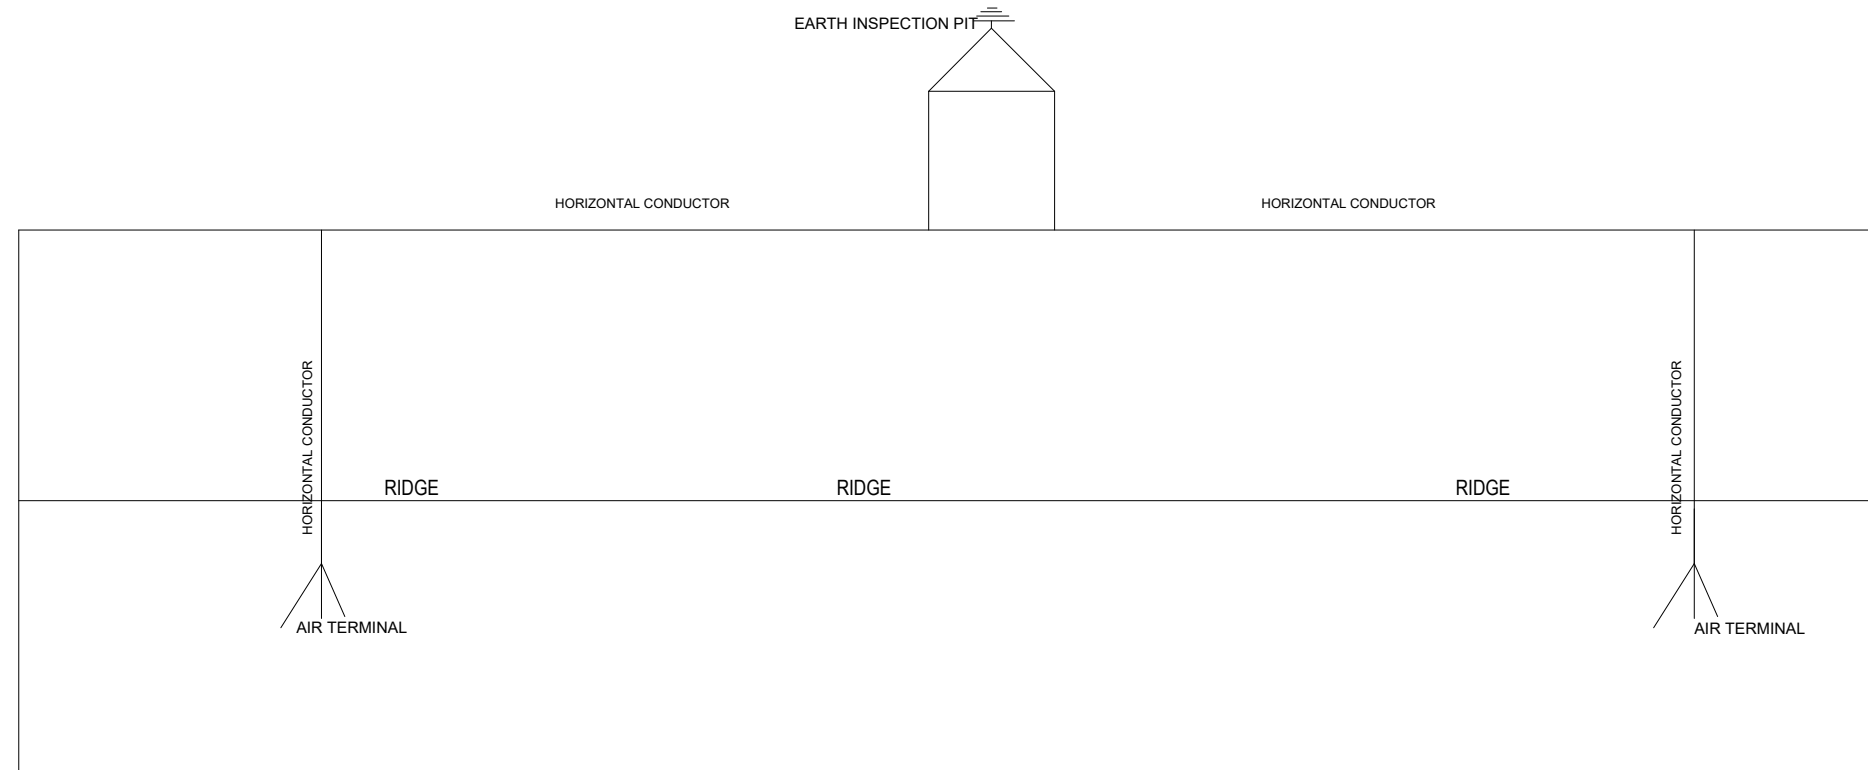 EARTH INSPECTION PIT
HORIZONTAL CONDUCTOR
HORIZONTAL CONDUCTOR
HORIZONTAL CONDUCTOR
HORIZONTAL CONDUCTOR
RIDGE
RIDGE
RIDGE
AIR TERMINAL
AIR TERMINAL